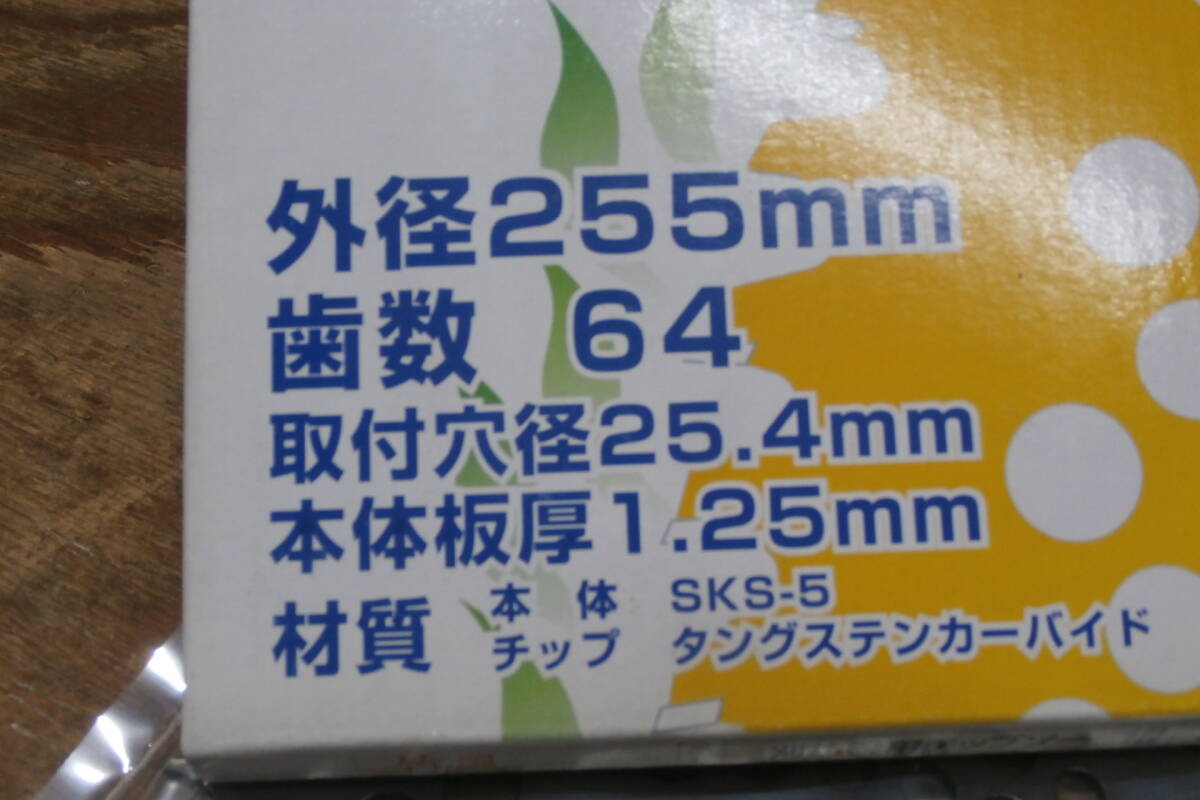 外径255mm
歯数 64
取付穴径25.4mm
本体板厚1.25mm
材質 本体 SKS-5
チップ タングステンカーバイド